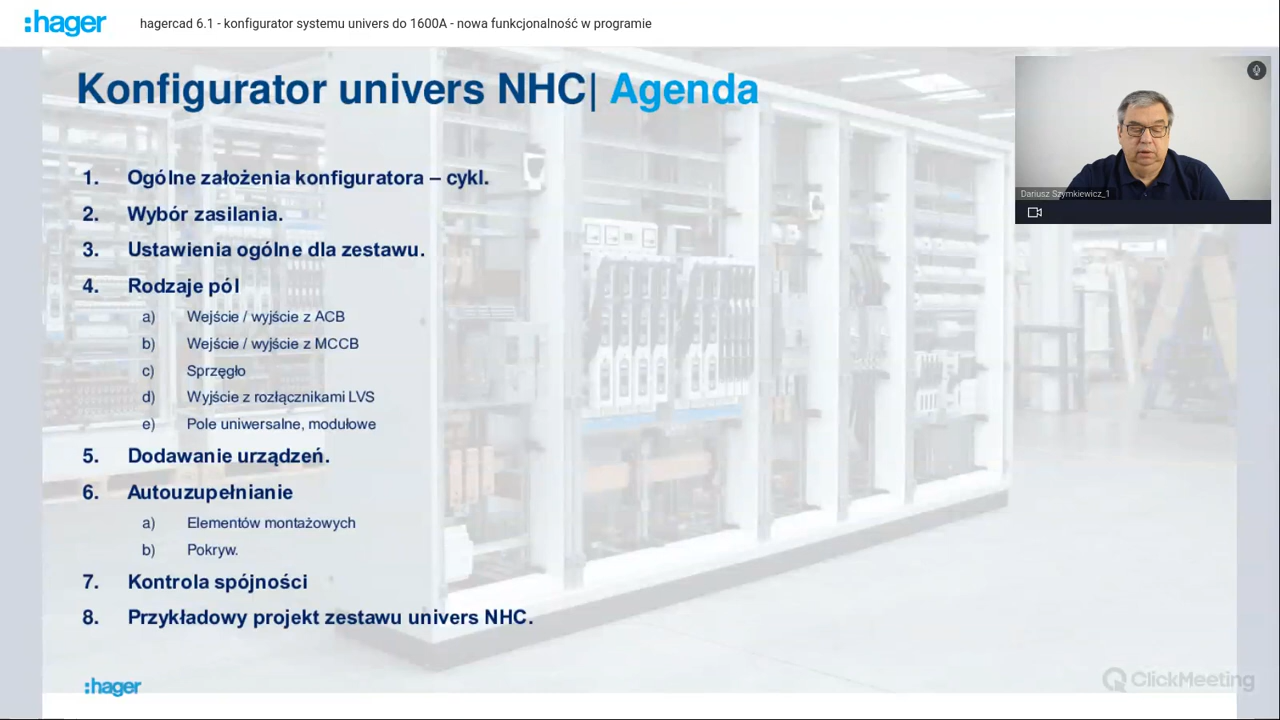 :hager
hagercad 6.1 - konfigurator systemu univers do 1600A - nowa funkcjonalność w programie
Konfigurator univers NHC| Agenda
1. Ogólne założenia konfiguratora – cykl.
2. Wybór zasilania.
3. Ustawienia ogólne dla zestawu.
4. Rodzaje pól
a) Wejście / wyjście z ACB
b) Wejście / wyjście z MCCB
c) Sprzęgło
d) Wyjście z rozłącznikami LVS
e) Pole uniwersalne, modułowe
5. Dodawanie urządzeń.
6. Autouzupełnianie
a) Elementów montażowych
b) Pokryw.
7. Kontrola spójności
8. Przykładowy projekt zestawu univers NHC.
Dariusz Szymkiewicz_1
:hager
ClickMeeting